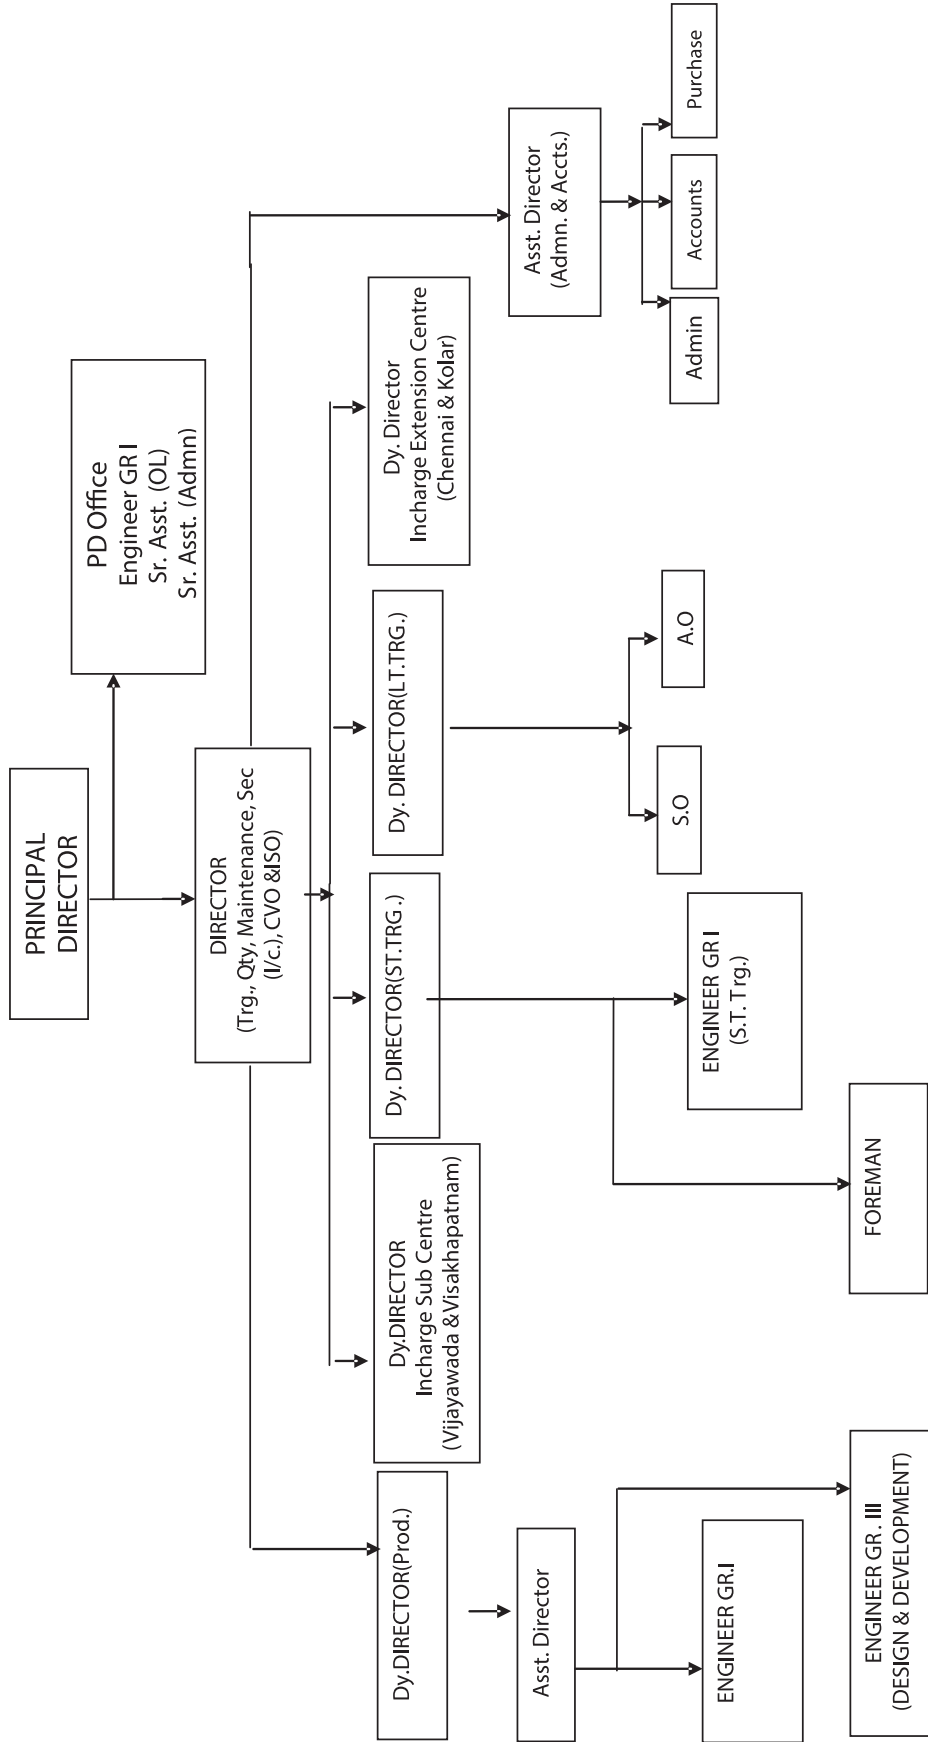 PRINCIPAL
DIRECTOR
PD Office
Engineer GR I
Sr. Asst. (OL)
Sr. Asst. (Admn)
DIRECTOR
(Trg., Qty, Maintenance, Sec
(I/c.), CVO &ISO)
Dy.DIRECTOR(Prod.)
Dy.DIRECTOR
Incharge Sub Centre
(Vijayawada &Visakhapatnam)
Dy. DIRECTOR(ST.TRG.)
Dy. DIRECTOR(LT.TRG.)
Dy. Director
Incharge Extension Centre
(Chennai & Kolar)
Asst. Director
(Admn. & Accts.)
Asst. Director
S.O
A.O
Admin
Accounts
Purchase
ENGINEER GR.I
ENGINEER GR I
(S.T. Trg.)
ENGINEER GR. III
(DESIGN & DEVELOPMENT)
FOREMAN